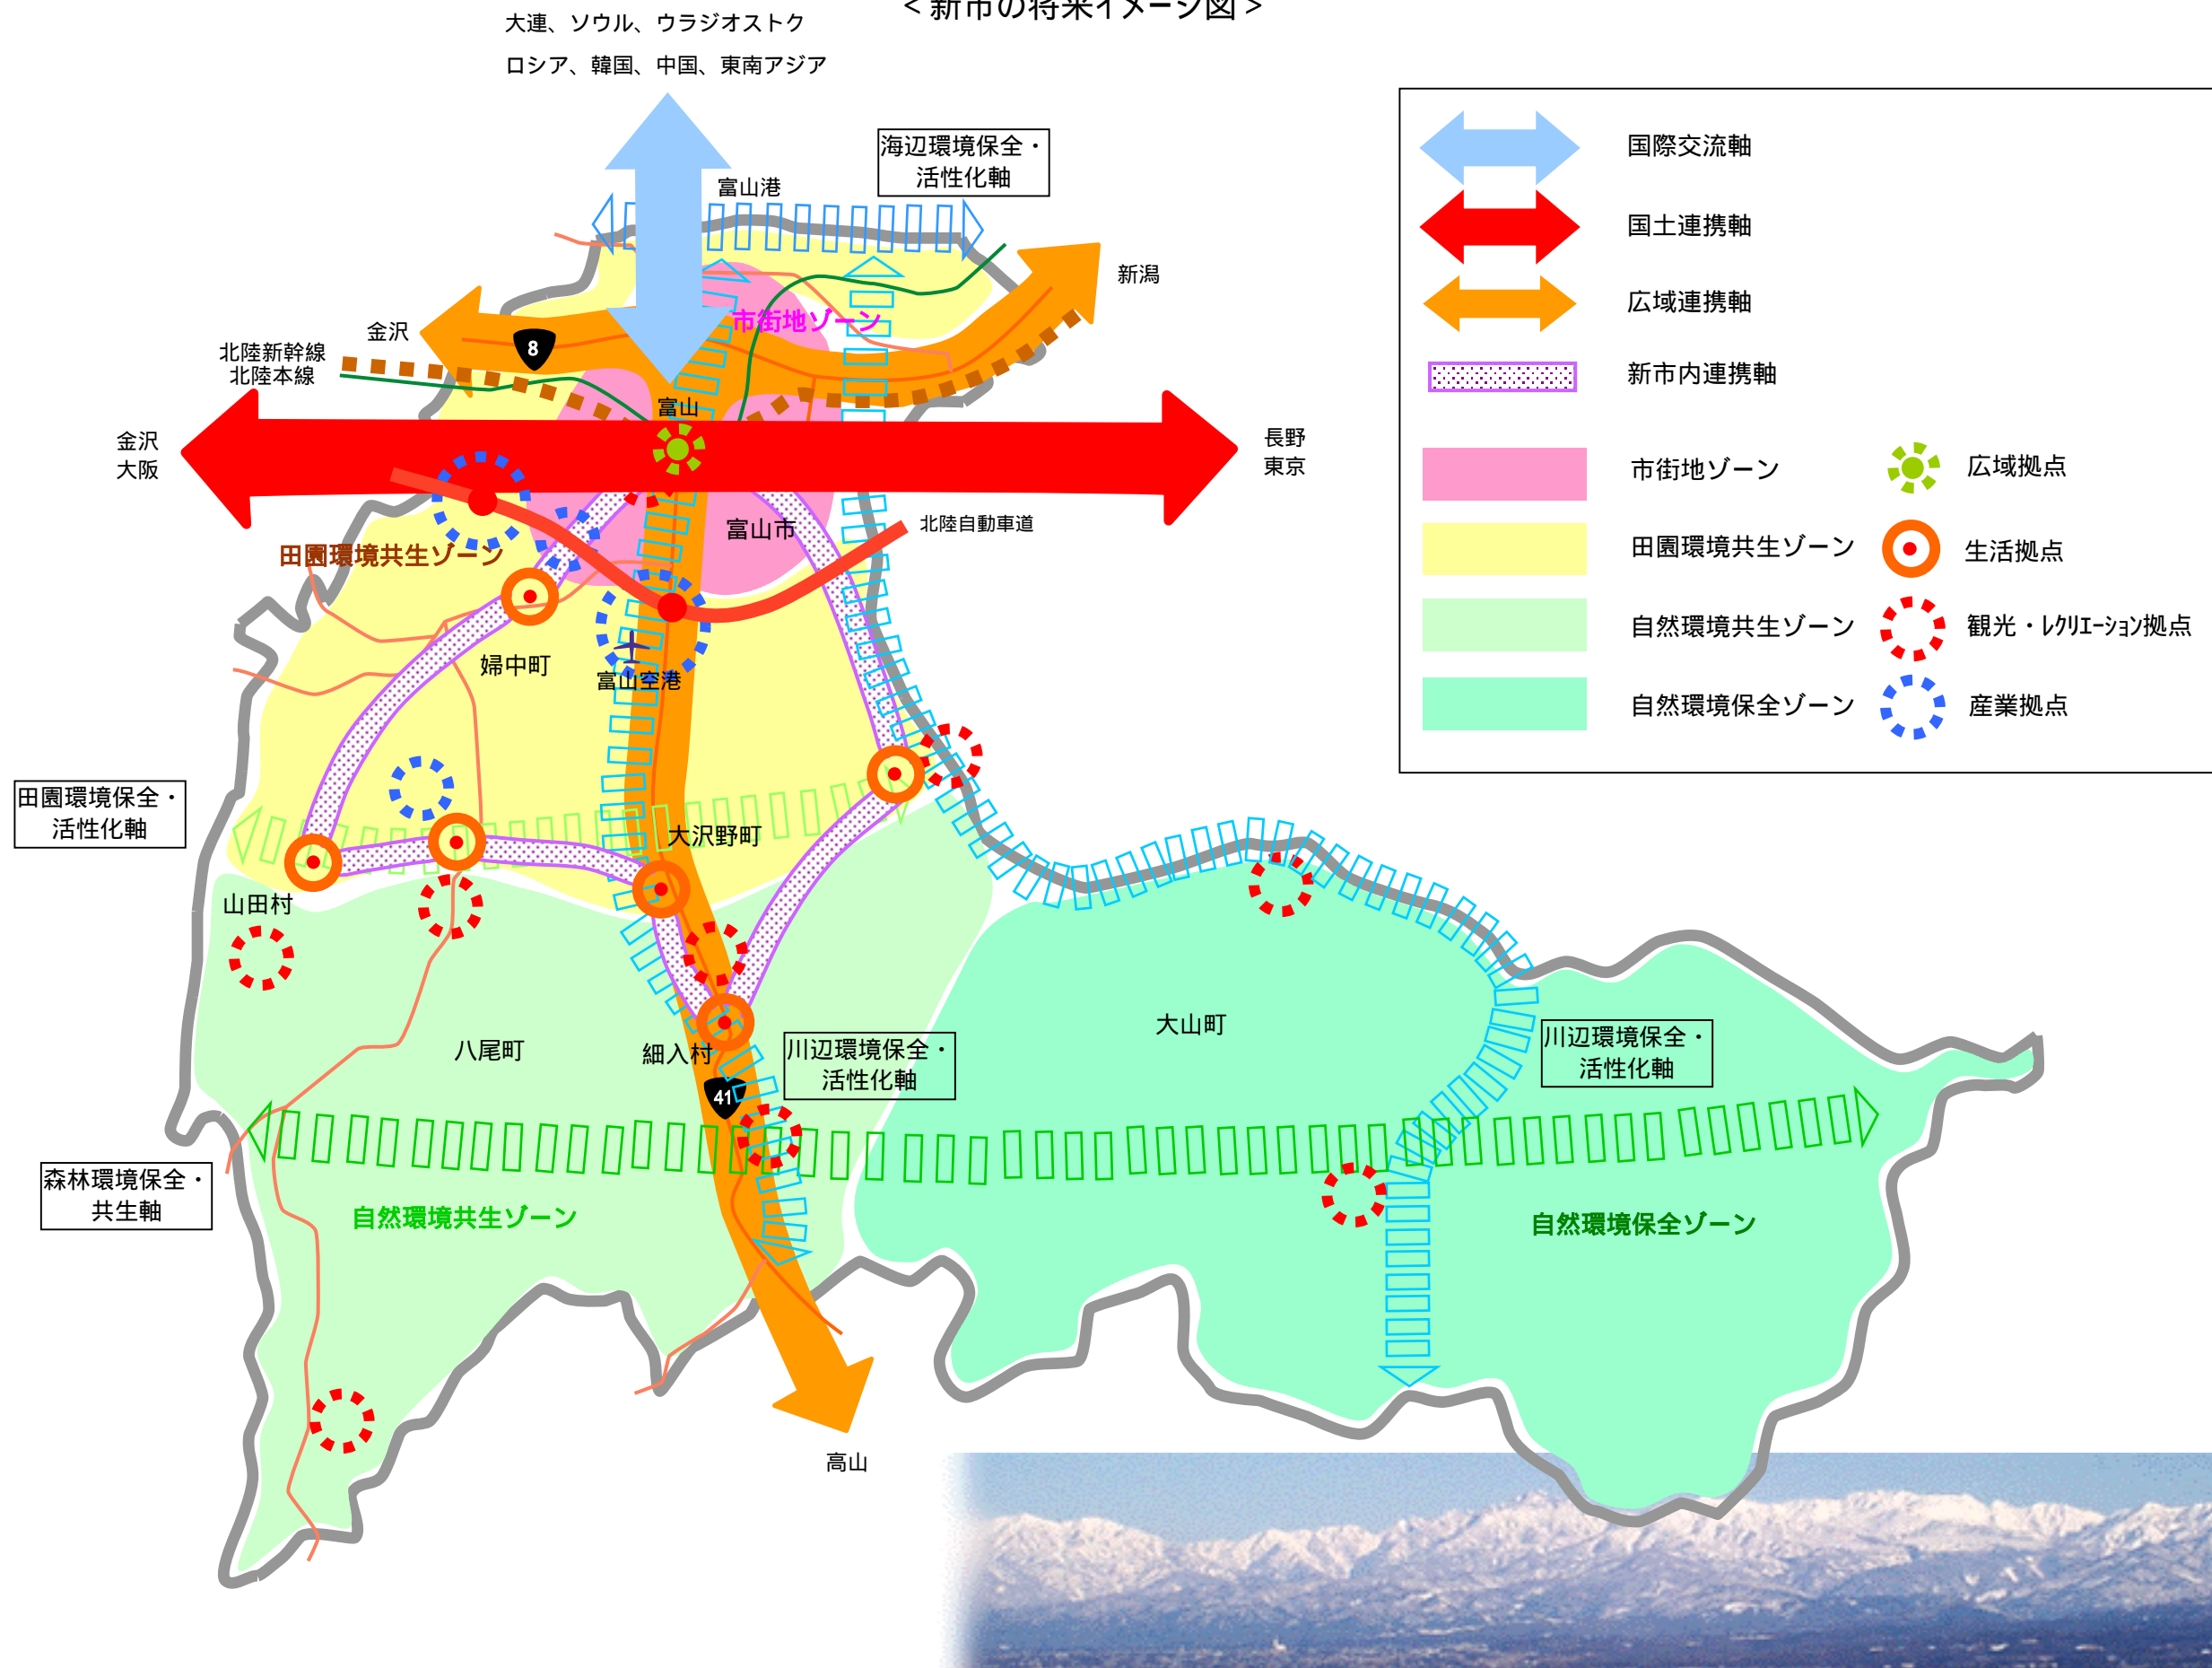 <新市の将来イメージ図>
大連、ソウル、ウラジオストク
ロシア、韓国、中国、東南アジア
海辺環境保全・
活性化軸
富山港
新潟
金沢
8
市街地ゾーン
北陸新幹線
北陸本線
富山
金沢
大阪
長野
東京
富山市
北陸自動車道
田園環境共生ゾーン
婦中町
富山空港
田園環境保全・
活性化軸
大沢野町
山田村
八尾町
細入村
41
川辺環境保全・
活性化軸
大山町
川辺環境保全・
活性化軸
森林環境保全・
共生軸
自然環境共生ゾーン
自然環境保全ゾーン
高山
国際交流軸
国土連携軸
広域連携軸
新市内連携軸
市街地ゾーン
広域拠点
田園環境共生ゾーン
生活拠点
自然環境共生ゾーン
観光・ﾚｸﾘｴｰｼｮﾝ拠点
自然環境保全ゾーン
産業拠点